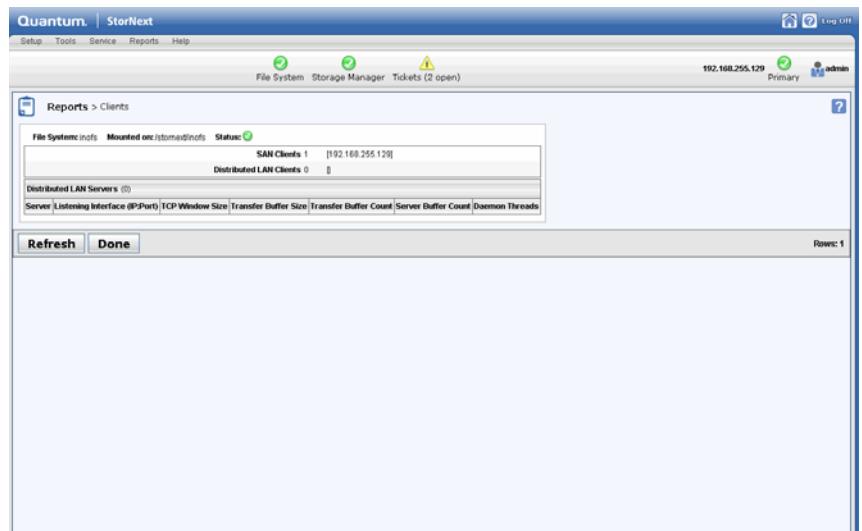 Quantum. StorNext Log Off
Setup Tools Service Reports Help
File System Storage Manager Tickets (2 open) 192.168.255.129 Primary admin
Reports > Clients
File System: inofs Mounted on: /stornext/inofs Status:
SAN Clients 1 [192.168.255.129]
Distributed LAN Clients 0 []
Distributed LAN Servers (0)
Server Listening Interface (IP:Port) TCP Window Size Transfer Buffer Size Transfer Buffer Count Server Buffer Count Daemon Threads
Refresh Done Rows: 1